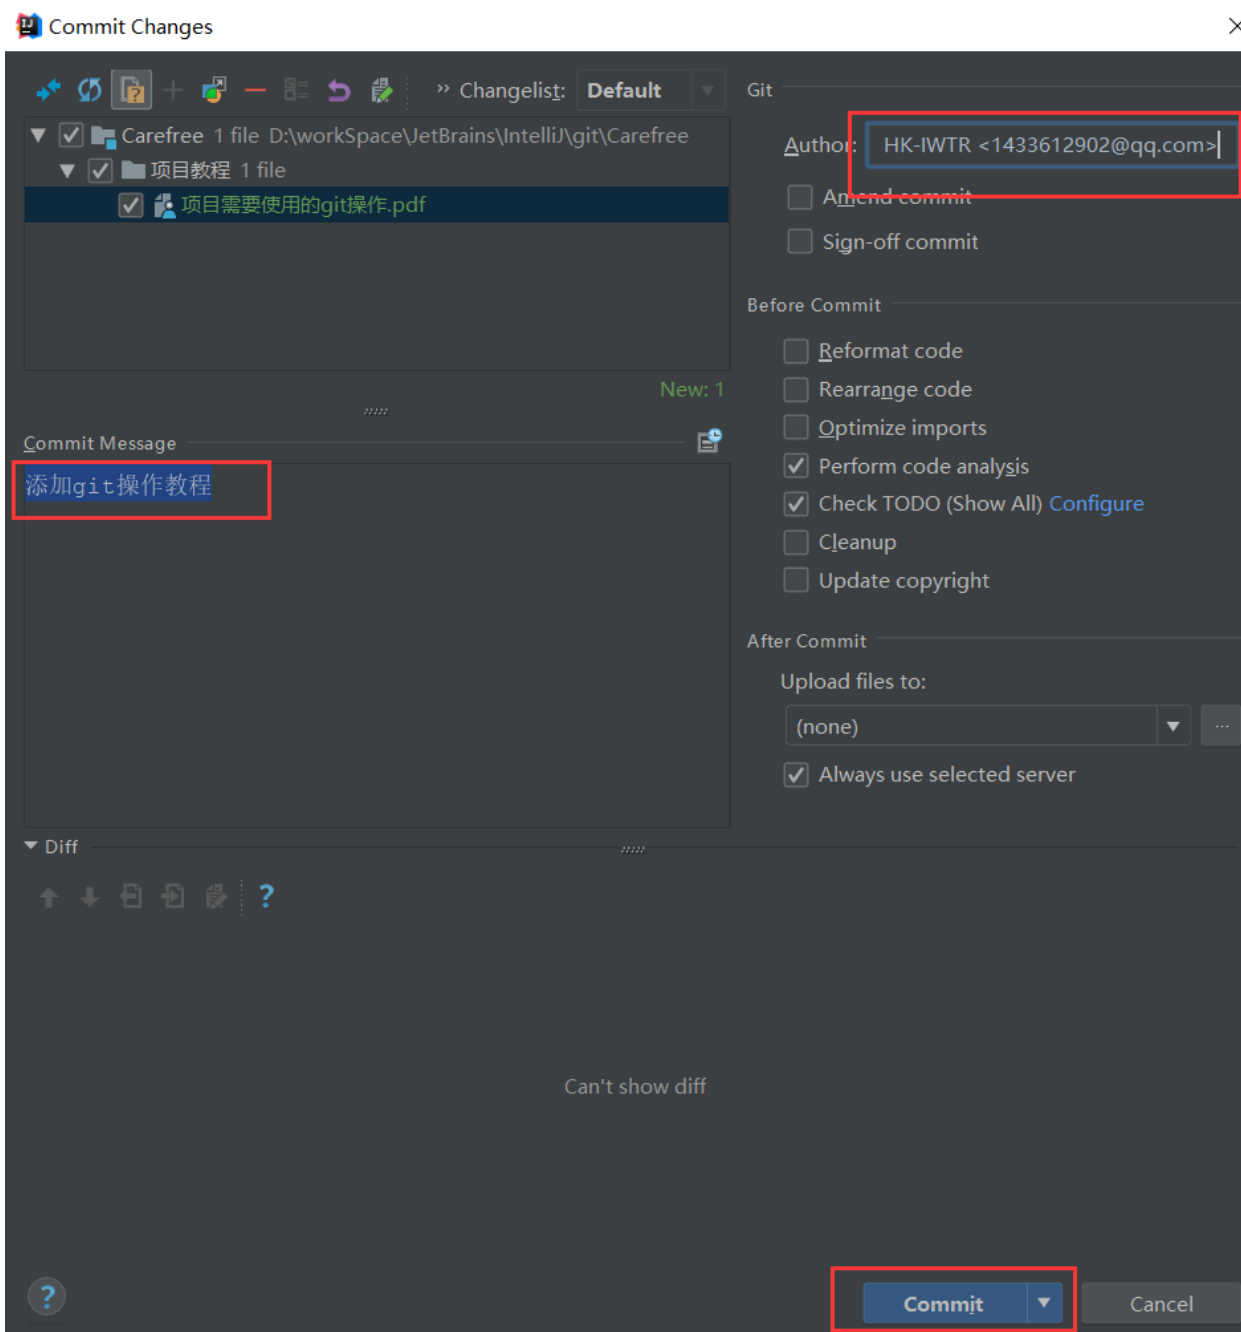 Commit Changes
Changelist: Default
Carefree 1 file D:\workSpace\JetBrains\IntelliJ\git\Carefree
项目教程 1 file
项目需要使用的git操作.pdf
New: 1
Commit Message
添加git操作教程
Git
Author: HK-IWTR <1433612902@qq.com>
Amend commit
Sign-off commit
Before Commit
Reformat code
Rearrange code
Optimize imports
Perform code analysis
Check TODO (Show All) Configure
Cleanup
Update copyright
After Commit
Upload files to:
(none)
...
Always use selected server
Diff
?
Can't show diff
?
Commit
Cancel